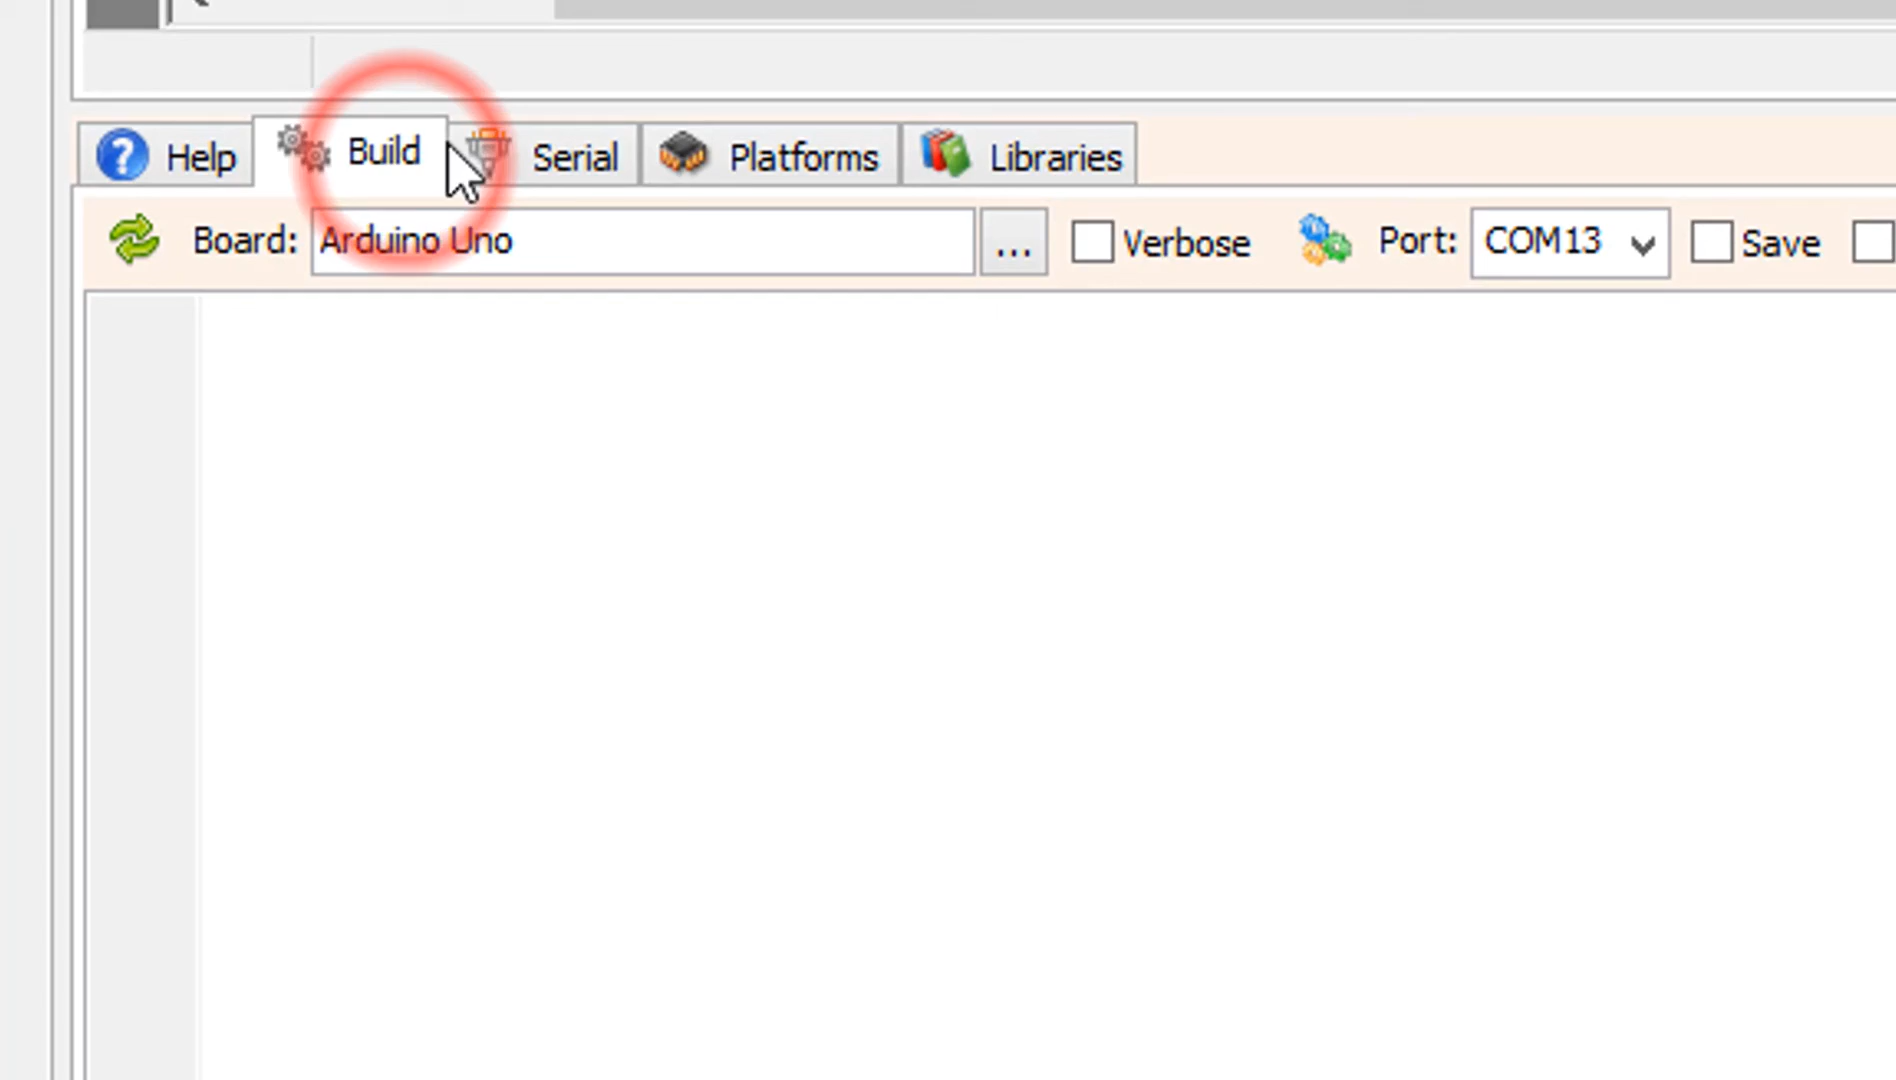 Help Build Serial Platforms Libraries
Board: Arduino Uno ... Verbose Port: COM13 Save